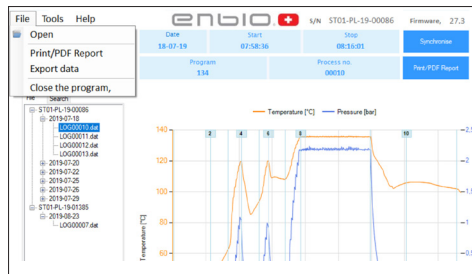 File Tools Help
enbio
S/N ST01-PL-19-00086 Firmware, 27.3
Open
Print/PDF Report
Export data
Close the program,
Date Start Stop
18-07-19 07:58:36 08:16:01
Synchronise
Program Process no.
134 00010
Print/PDF Report
File Search
ST01-PL-19-00086
2019-07-18
LOG00010.dat
LOG00011.dat
LOG00012.dat
LOG00013.dat
2019-07-20
2019-07-22
2019-07-25
2019-07-26
2019-07-29
ST01-PL-19-01385
2019-08-23
LOG00007.dat
Temperature [°C] Pressure [bar]
2 4 6 8 10
140
120
100
80
60
Temperature [°C]
2,5
2
1,5
1
0,5